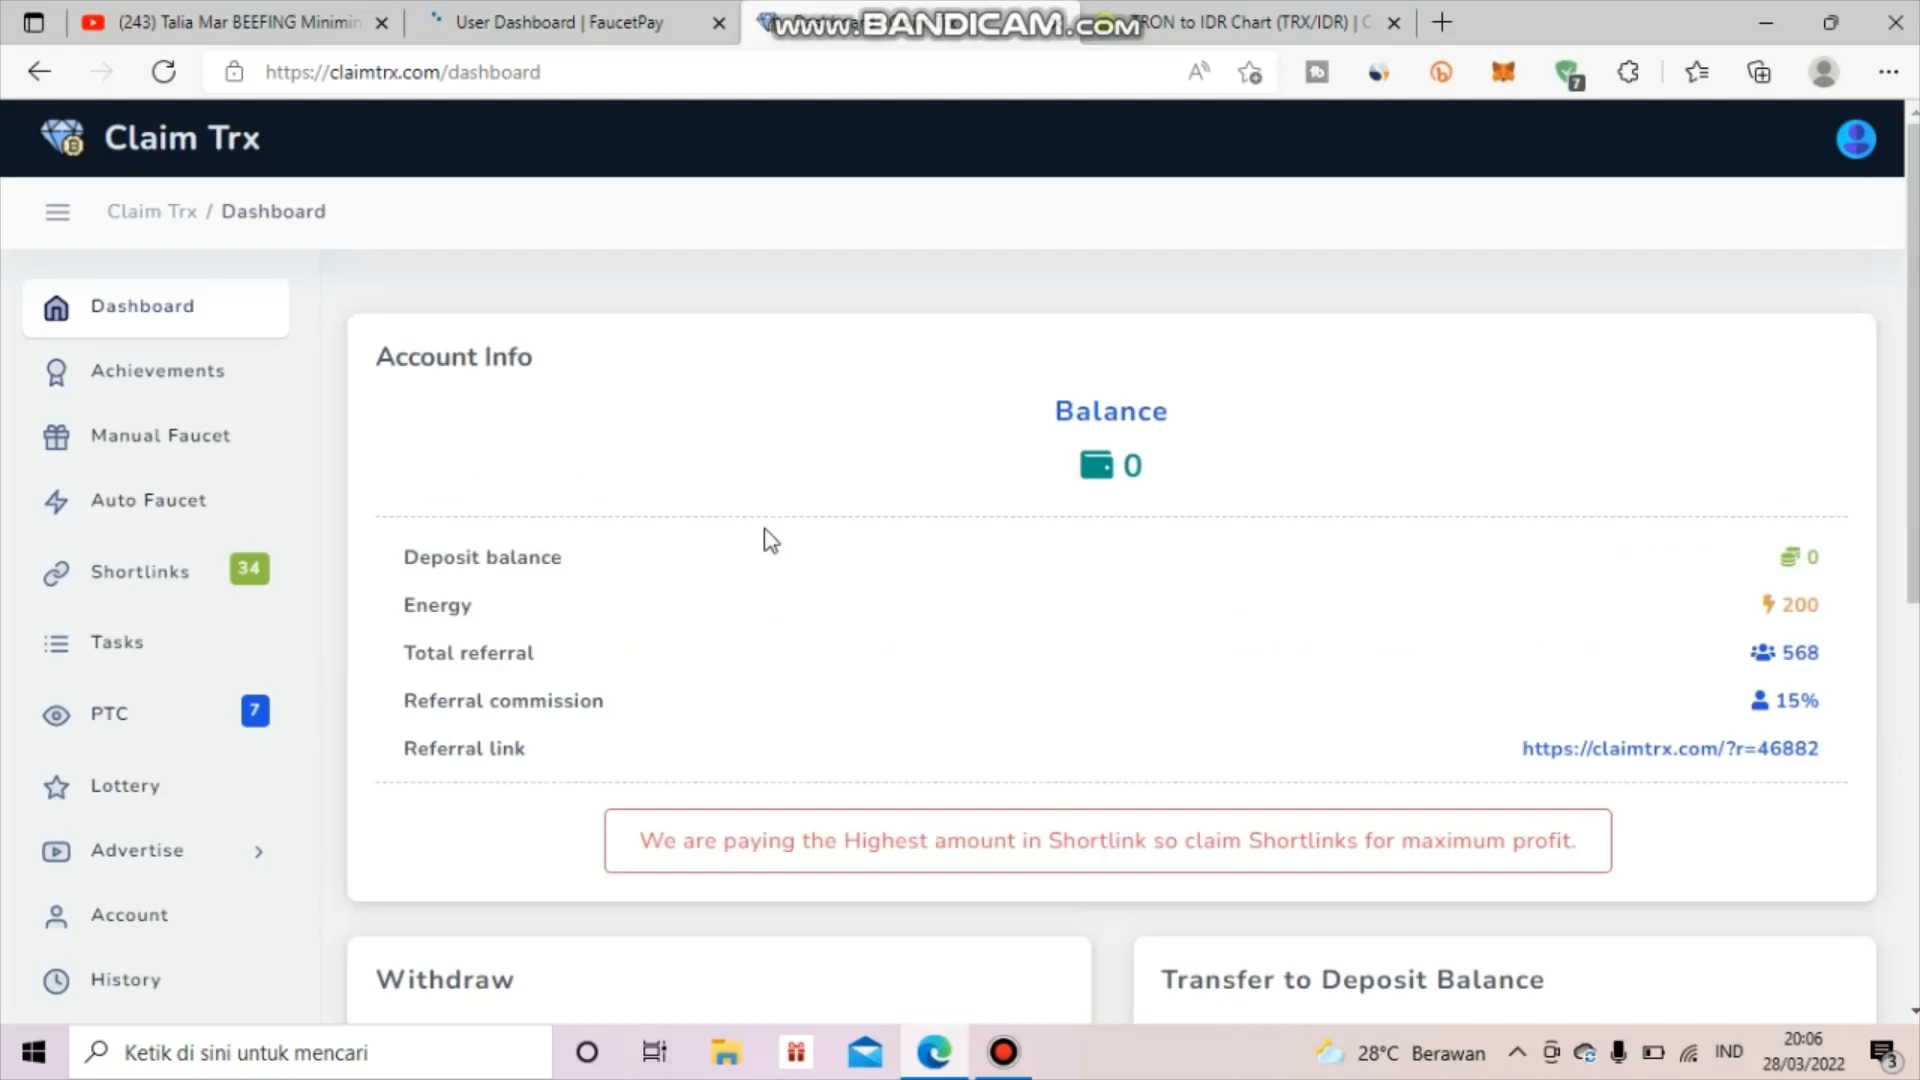 (243) Talia Mar BEEFING Minimin
User Dashboard | FaucetPay
www.BANDICAM.com
TRON to IDR Chart (TRX/IDR) | C
https://claimtrx.com/dashboard
7
Claim Trx
Claim Trx / Dashboard
Dashboard
Achievements
Manual Faucet
Auto Faucet
Shortlinks 34
Tasks
PTC 7
Lottery
Advertise
Account
History
Account Info
Balance
0
Deposit balance 0
Energy 200
Total referral 568
Referral commission 15%
Referral link https://claimtrx.com/?r=46882
We are paying the Highest amount in Shortlink so claim Shortlinks for maximum profit.
Withdraw
Transfer to Deposit Balance
Ketik di sini untuk mencari
28°C Berawan
IND
20:06
28/03/2022
3